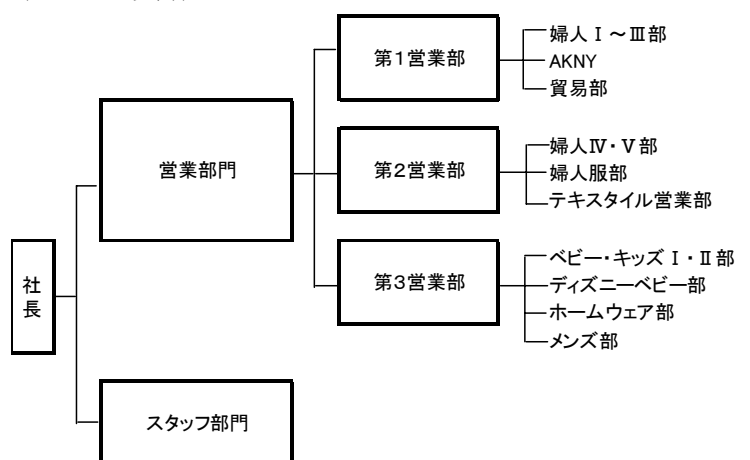 第1営業部
婦人Ⅰ～Ⅲ部
AKNY
貿易部
営業部門
第2営業部
婦人Ⅳ・Ⅴ部
婦人服部
テキスタイル営業部
第3営業部
ベビー・キッズⅠ・Ⅱ部
ディズニーベビー部
ホームウェア部
メンズ部
社
長
スタッフ部門